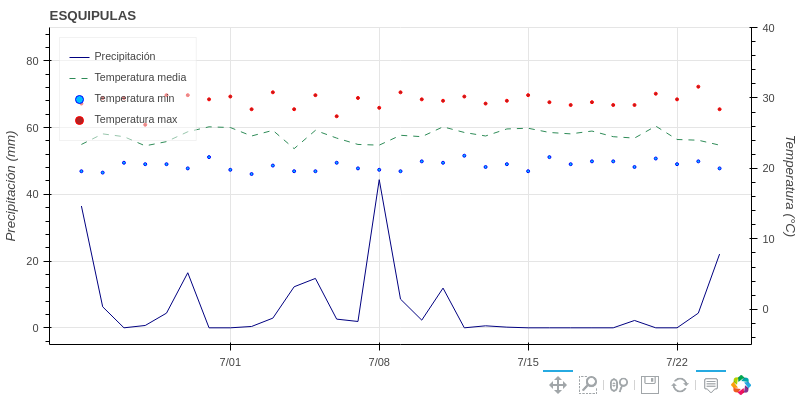 ESQUIPULAS
Precipitación
Temperatura media
Temperatura min
Temperatura max
Precipitación (mm)
80
60
40
20
0
Temperatura (°C)
40
30
20
10
0
7/01
7/08
7/15
7/22